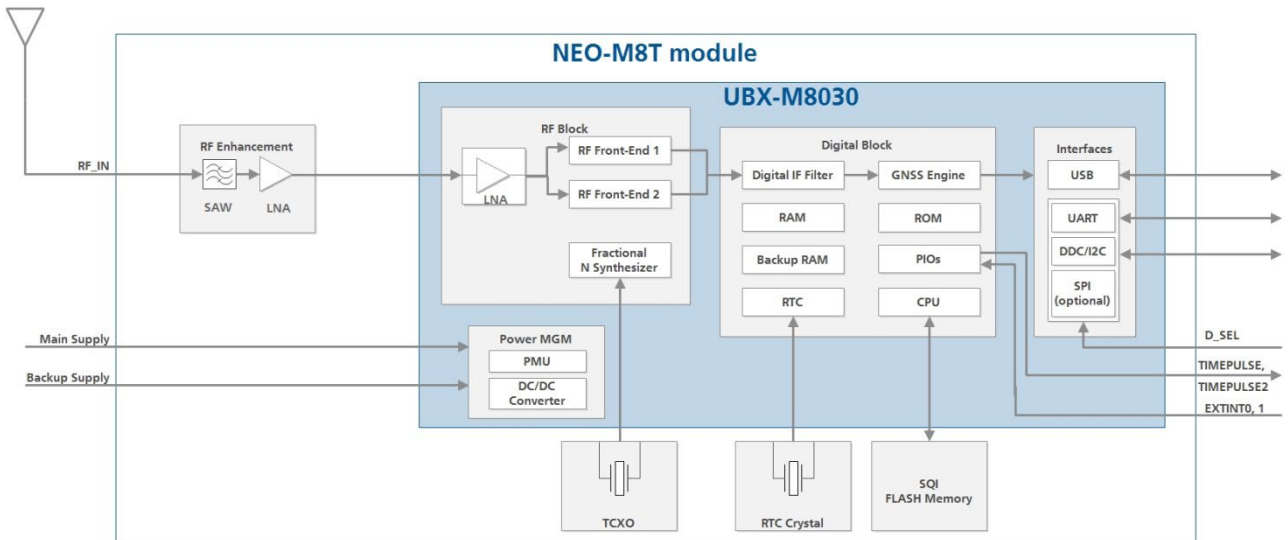 NEO-M8T module
UBX-M8030
RF_IN
RF Enhancement
SAW
LNA
RF Block
LNA
RF Front-End 1
RF Front-End 2
Fractional
N Synthesizer
Digital Block
Digital IF Filter
GNSS Engine
RAM
ROM
Backup RAM
PIOs
RTC
CPU
Interfaces
USB
UART
DDC/I2C
SPI
(optional)
Main Supply
Backup Supply
Power MGM
PMU
DC/DC
Converter
D_SEL
TIMEPULSE,
TIMEPULSE2
EXTINT0, 1
TCXO
RTC Crystal
SQI
FLASH Memory